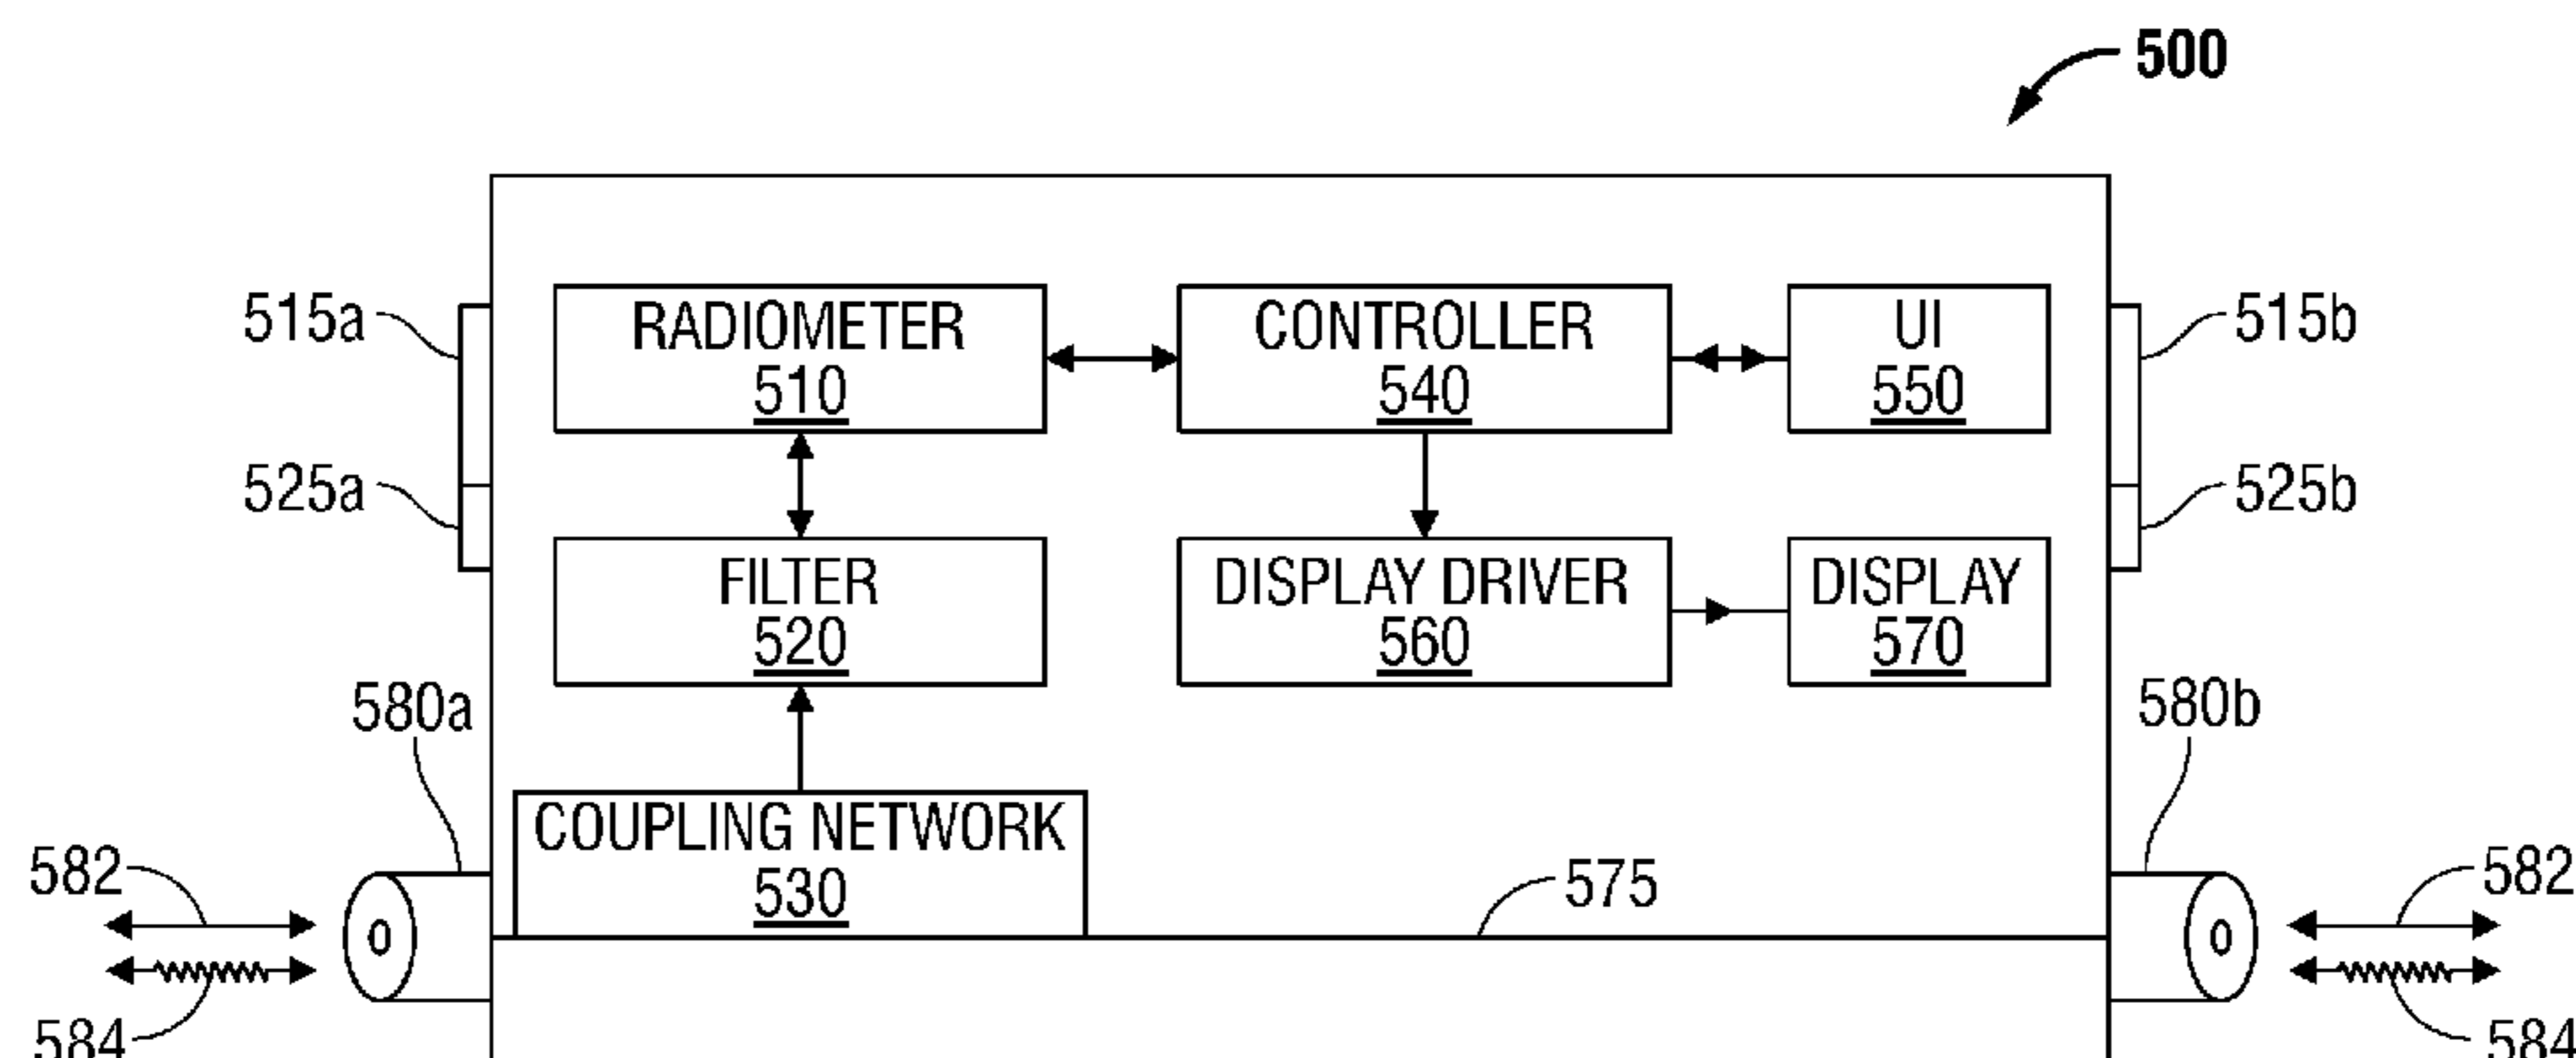 500
RADIOMETER
510
CONTROLLER
540
UI
550
515a
515b
525a
525b
FILTER
520
DISPLAY DRIVER
560
DISPLAY
570
580a
580b
COUPLING NETWORK
530
575
582
582
584
584